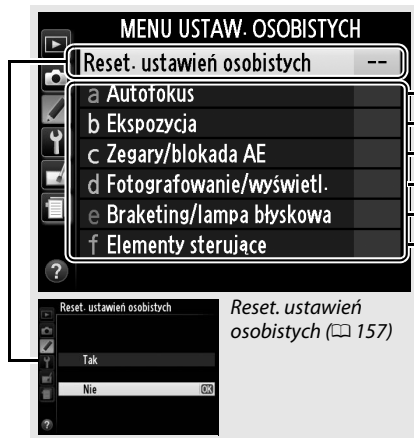 MENU USTAW. OSOBISTYCH
Reset. ustawień osobistych --
a Autofokus
b Ekspozycja
c Zegary/blokada AE
d Fotografowanie/wyświetl.
e Braketing/lampa błyskowa
f Elementy sterujące
?
Reset. ustawień osobistych
Tak
Nie OK
?
Reset. ustawień
osobistych (📖 157)